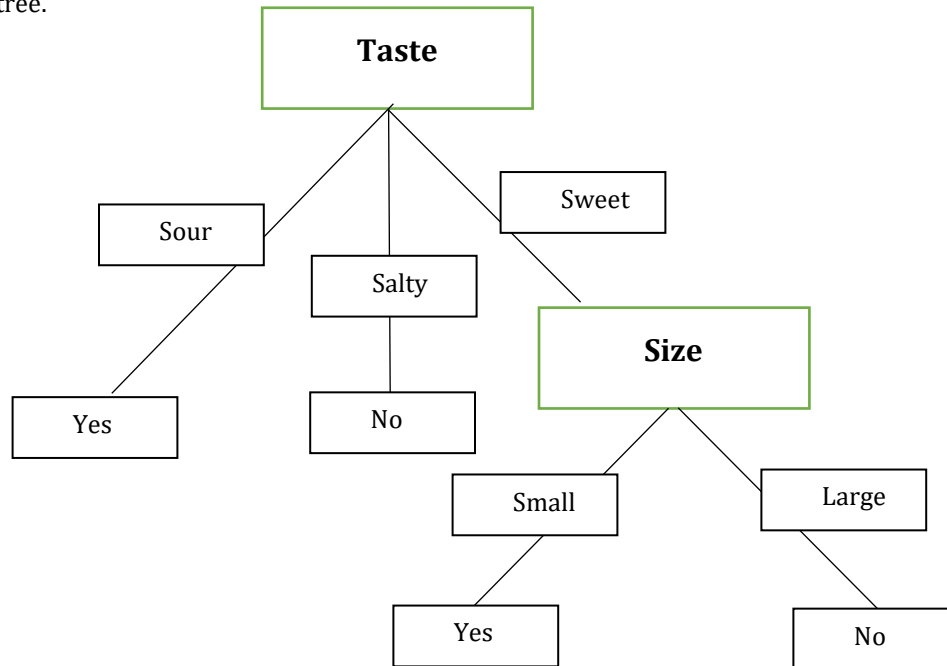 tree.
Taste
Sweet
Sour
Salty
Size
No
Yes
Small
Large
Yes
No